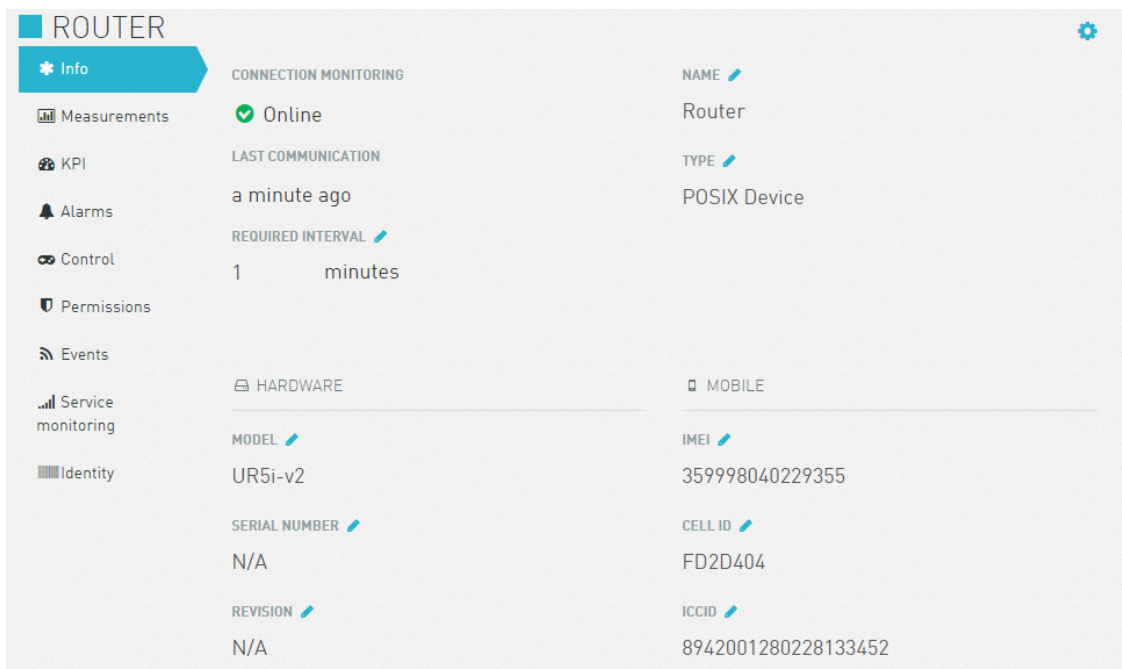 ROUTER
Info
Measurements
KPI
Alarms
Control
Permissions
Events
Service
monitoring
Identity
CONNECTION MONITORING
Online
LAST COMMUNICATION
a minute ago
REQUIRED INTERVAL
1 minutes
NAME
Router
TYPE
POSIX Device
HARDWARE
MODEL
UR5i-v2
SERIAL NUMBER
N/A
REVISION
N/A
MOBILE
IMEI
359998040229355
CELL ID
FD2D404
ICCID
8942001280228133452